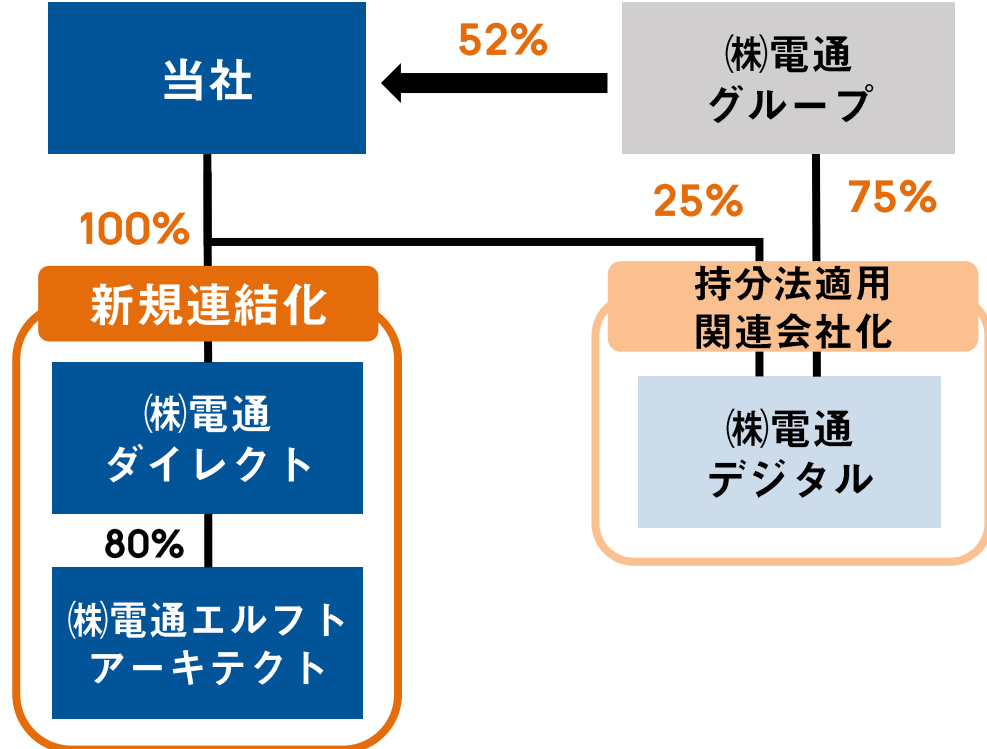 当社
52%
㈱電通
グループ
100%
25%
75%
新規連結化
持分法適用
関連会社化
㈱電通
ダイレクト
㈱電通
デジタル
80%
㈱電通エルフト
アーキテクト